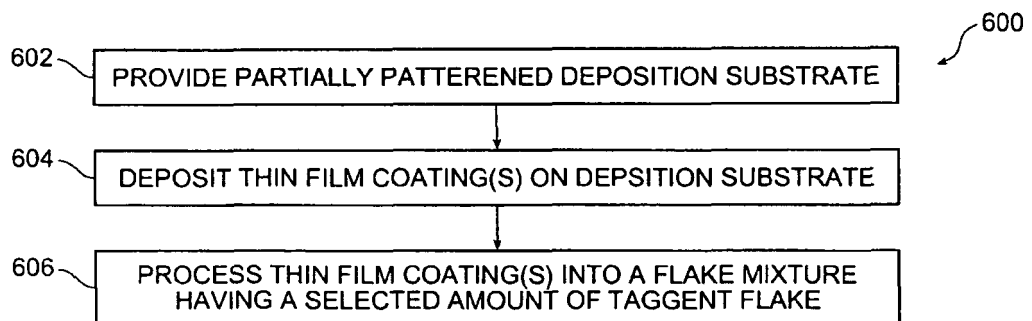 600
602
PROVIDE PARTIALLY PATTERENED DEPOSITION SUBSTRATE
604
DEPOSIT THIN FILM COATING(S) ON DEPSITION SUBSTRATE
606
PROCESS THIN FILM COATING(S) INTO A FLAKE MIXTURE
HAVING A SELECTED AMOUNT OF TAGGENT FLAKE